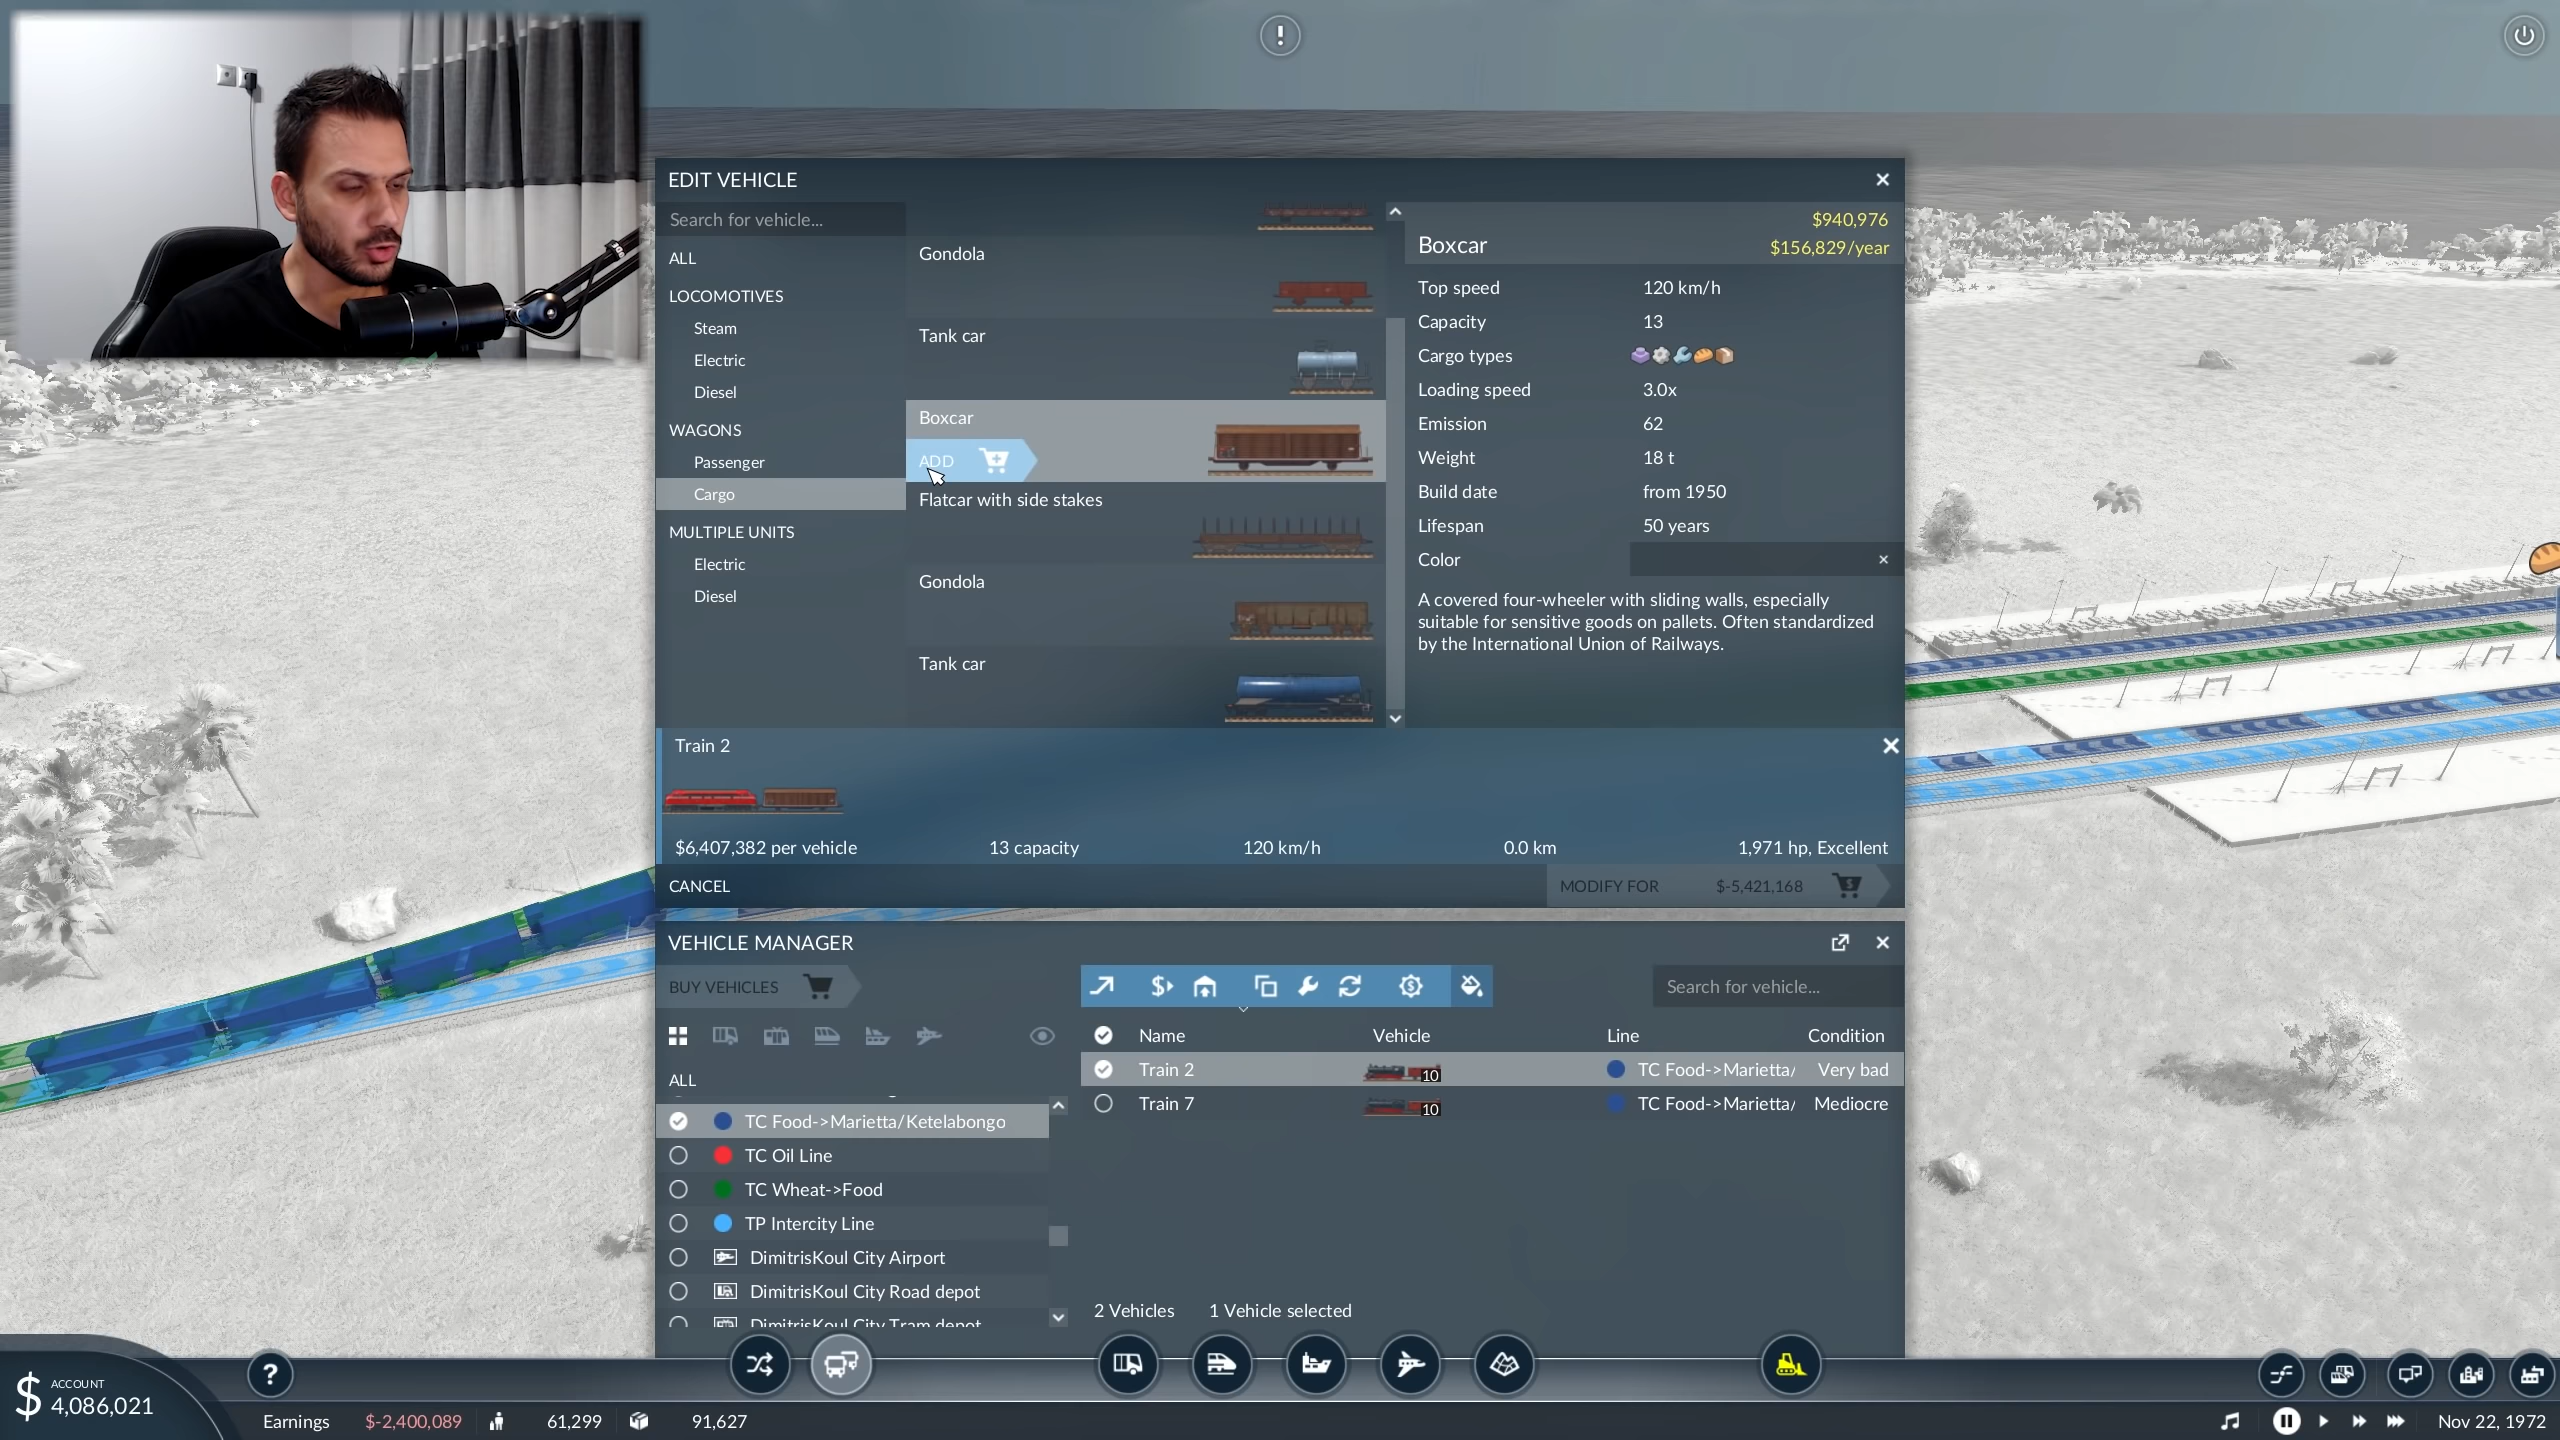 EDIT VEHICLE
Search for vehicle...
ALL
LOCOMOTIVES
Steam
Electric
Diesel
WAGONS
Passenger
Cargo
MULTIPLE UNITS
Electric
Diesel
Gondola
Tank car
Boxcar
ADD
Flatcar with side stakes
Gondola
Tank car
$940,976
Boxcar
$156,829/year
Top speed 120 km/h
Capacity 13
Cargo types
Loading speed 3.0x
Emission 62
Weight 18 t
Build date from 1950
Lifespan 50 years
Color
A covered four-wheeler with sliding walls, especially
suitable for sensitive goods on pallets. Often standardized
by the International Union of Railways.
Train 2
$6,407,382 per vehicle 13 capacity 120 km/h 0.0 km 1,971 hp, Excellent
CANCEL
MODIFY FOR $-5,421,168
VEHICLE MANAGER
BUY VEHICLES
Search for vehicle...
ALL
TC Food->Marietta/Ketelabongo
TC Oil Line
TC Wheat->Food
TP Intercity Line
DimitrisKoul City Airport
DimitrisKoul City Road depot
DimitrisKoul City Tram depot
Name Vehicle Line Condition
Train 2 10 TC Food->Marietta/ Very bad
Train 7 10 TC Food->Marietta/ Mediocre
2 Vehicles 1 Vehicle selected
ACCOUNT
$ 4,086,021
?
Earnings $-2,400,089 61,299 91,627
Nov 22, 1972